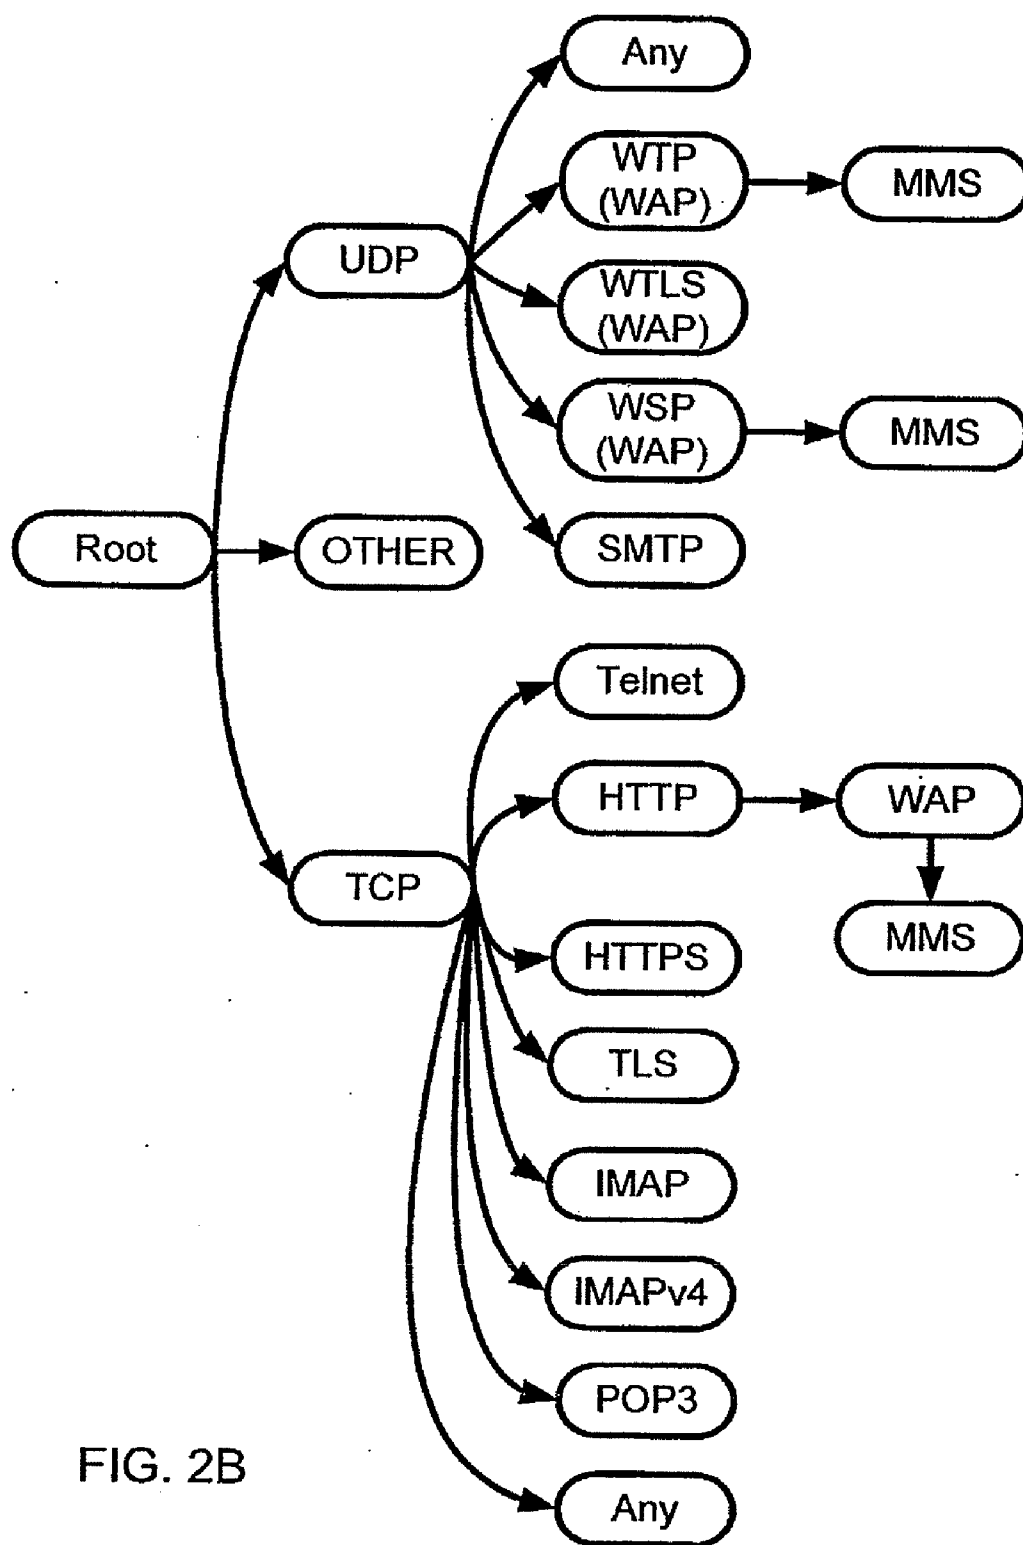 Any
WTP
(WAP)
MMS
UDP
WTLS
(WAP)
WSP
(WAP)
MMS
Root
OTHER
SMTP
Telnet
HTTP
WAP
TCP
MMS
HTTPS
TLS
IMAP
IMAPv4
POP3
FIG. 2B
Any